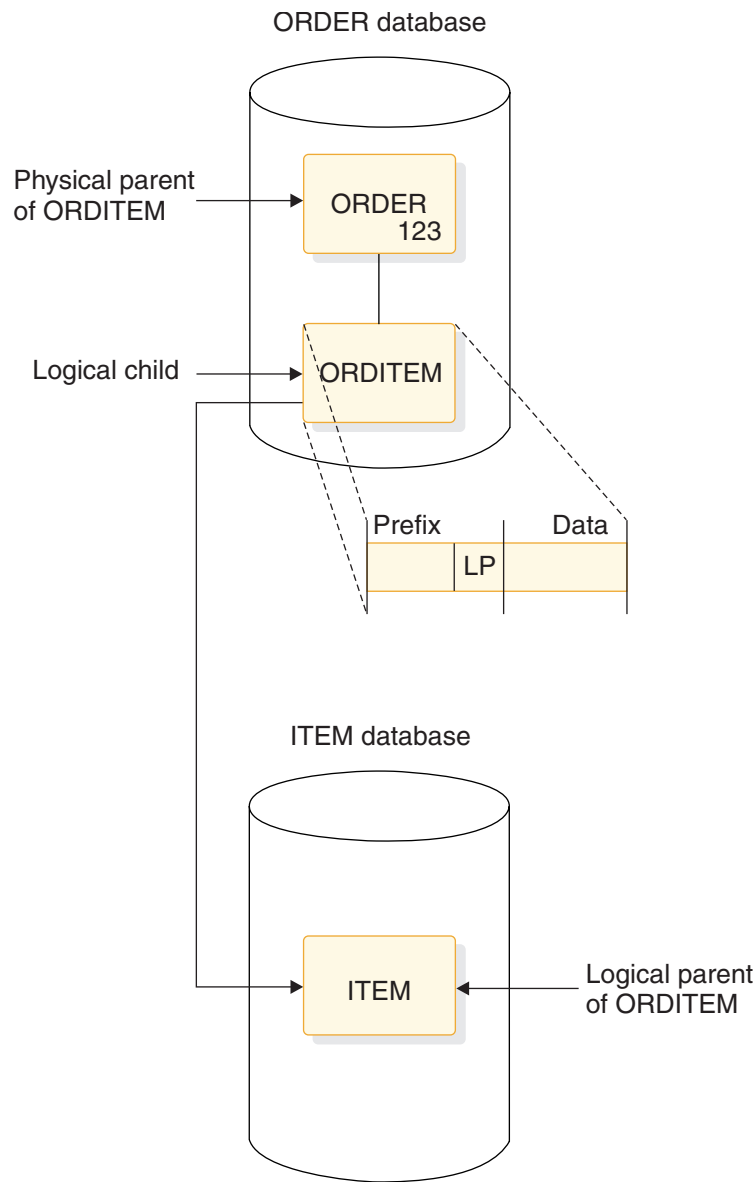 ORDER database
Physical parent
of ORDITEM
ORDER
123
Logical child
ORDITEM
Prefix Data
LP
ITEM database
ITEM
Logical parent
of ORDITEM